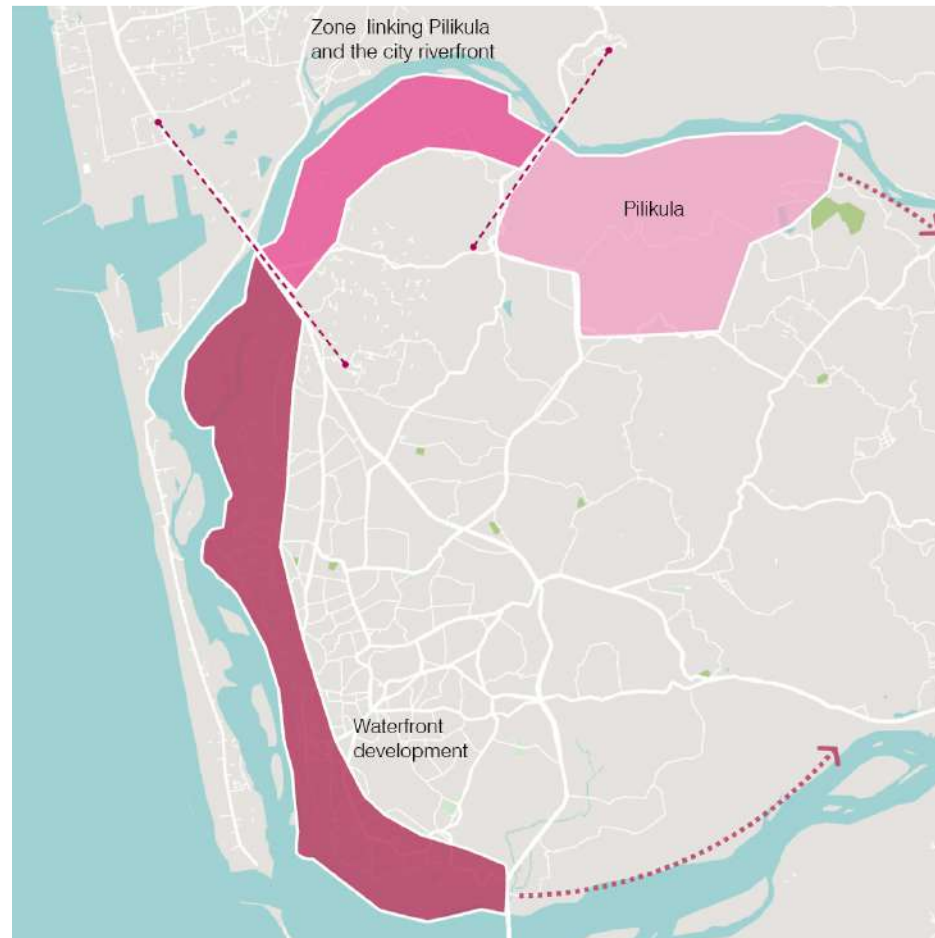 Zone linking Pilikula
and the city riverfront
Pilikula
Waterfront
development